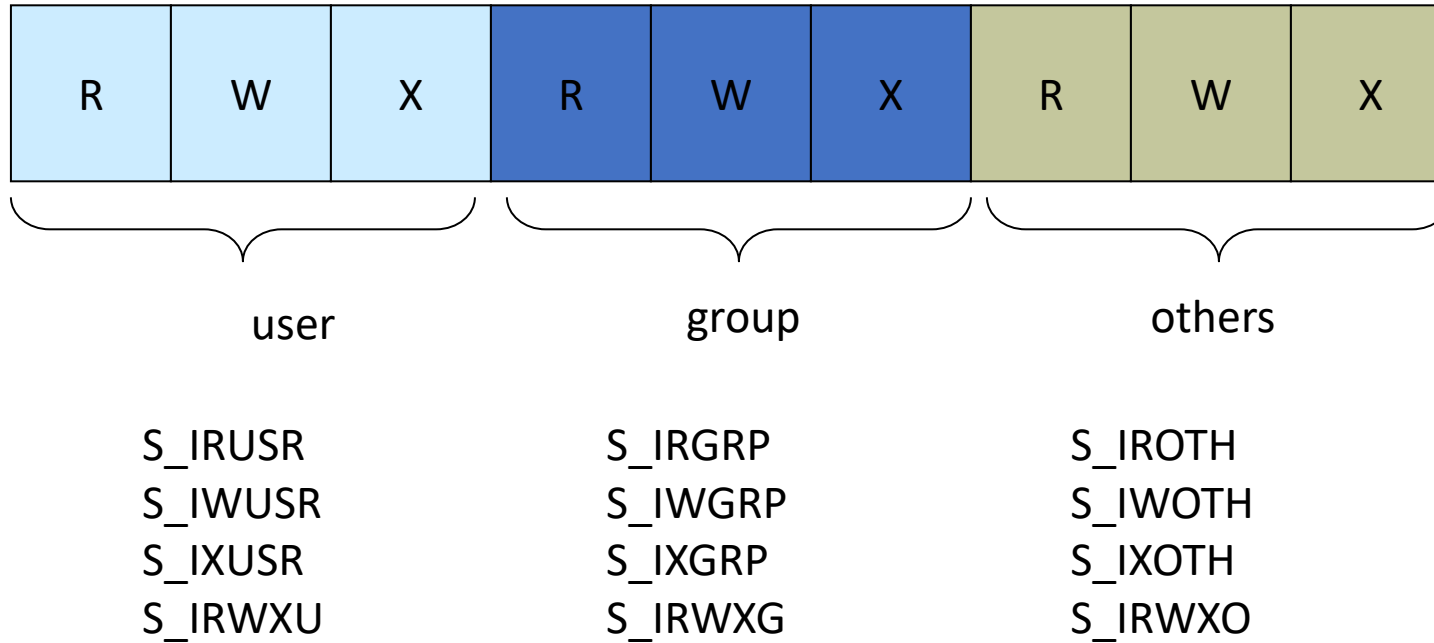 R W X R W X R W X
user group others
S_IRUSR S_IRGRP S_IROTH
S_IWUSR S_IWGRP S_IWOTH
S_IXUSR S_IXGRP S_IXOTH
S_IRWXU S_IRWXG S_IRWXO